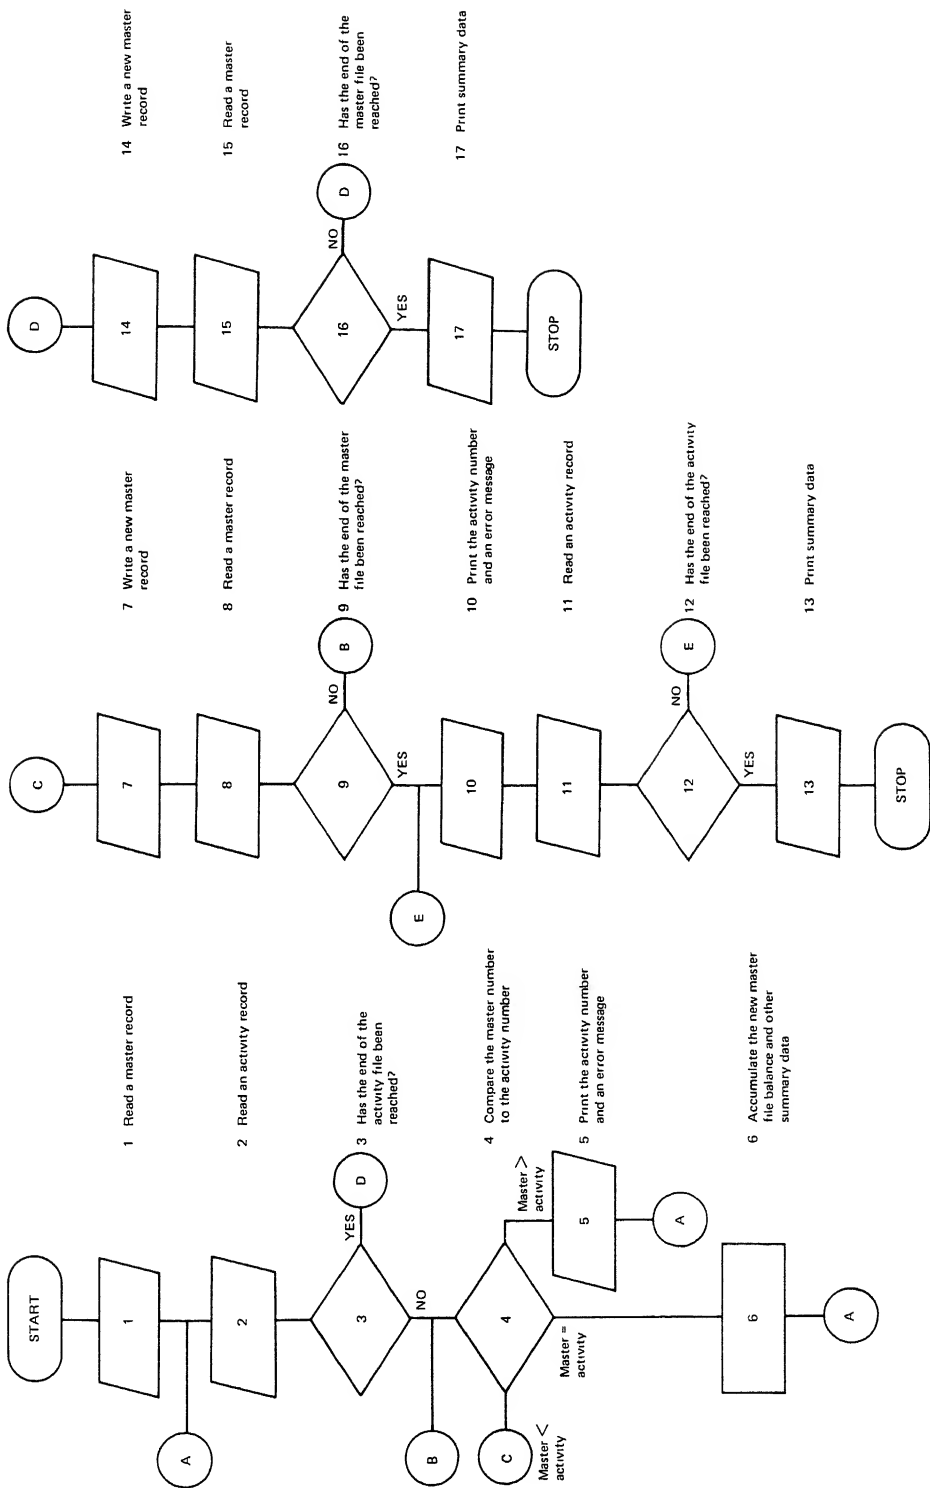 START
1
1 Read a master record
A
2
2 Read an activity record
3
YES
D
3 Has the end of the
activity file been
reached?
NO
B
4
4 Compare the master number
to the activity number
C
Master <
activity
Master >
activity
Master =
activity
5
5 Print the activity number
and an error message
A
6
6 Accumulate the new master
file balance and other
summary data
A
C
7
7 Write a new master
record
8
8 Read a master record
9
NO
B
9 Has the end of the master
file been reached?
YES
E
10
10 Print the activity number
and an error message
11
11 Read an activity record
12
NO
E
12 Has the end of the activity
file been reached?
YES
13
13 Print summary data
STOP
D
14
14 Write a new master
record
15
15 Read a master
record
16
NO
D
16 Has the end of the
master file been
reached?
YES
17
17 Print summary data
STOP